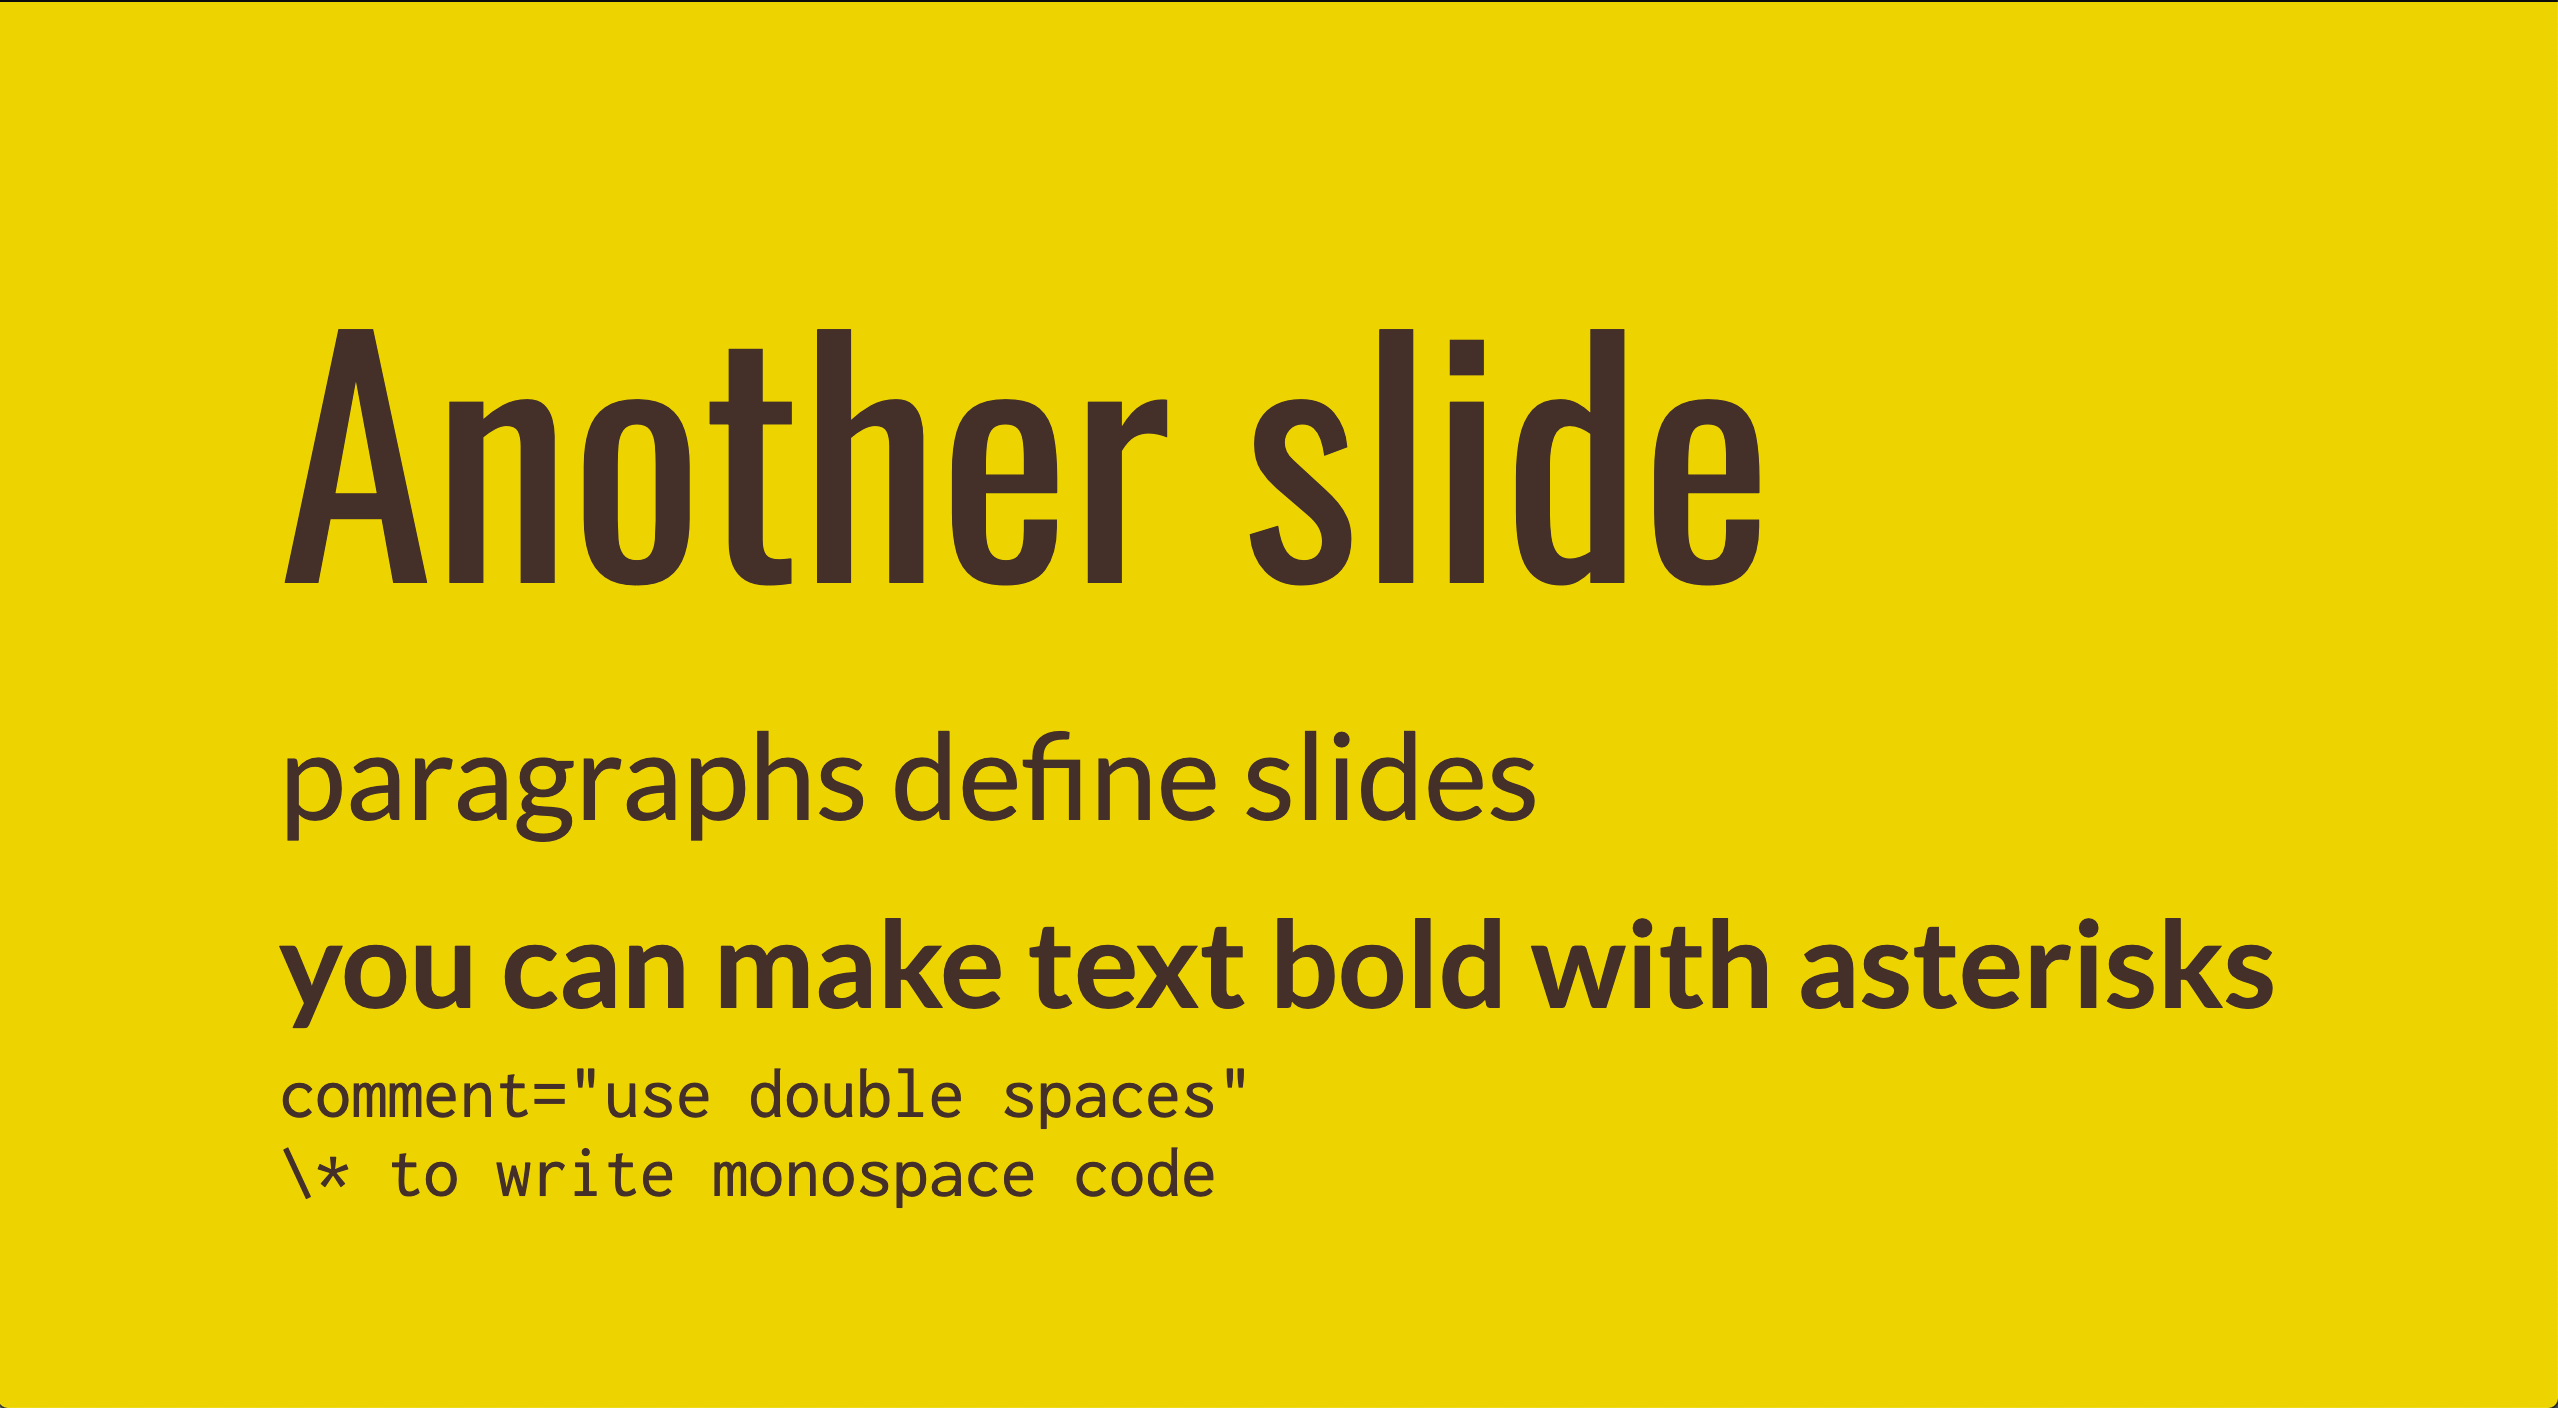 Another slide
paragraphs define slides
you can make text bold with asterisks
comment="use double spaces"
\* to write monospace code